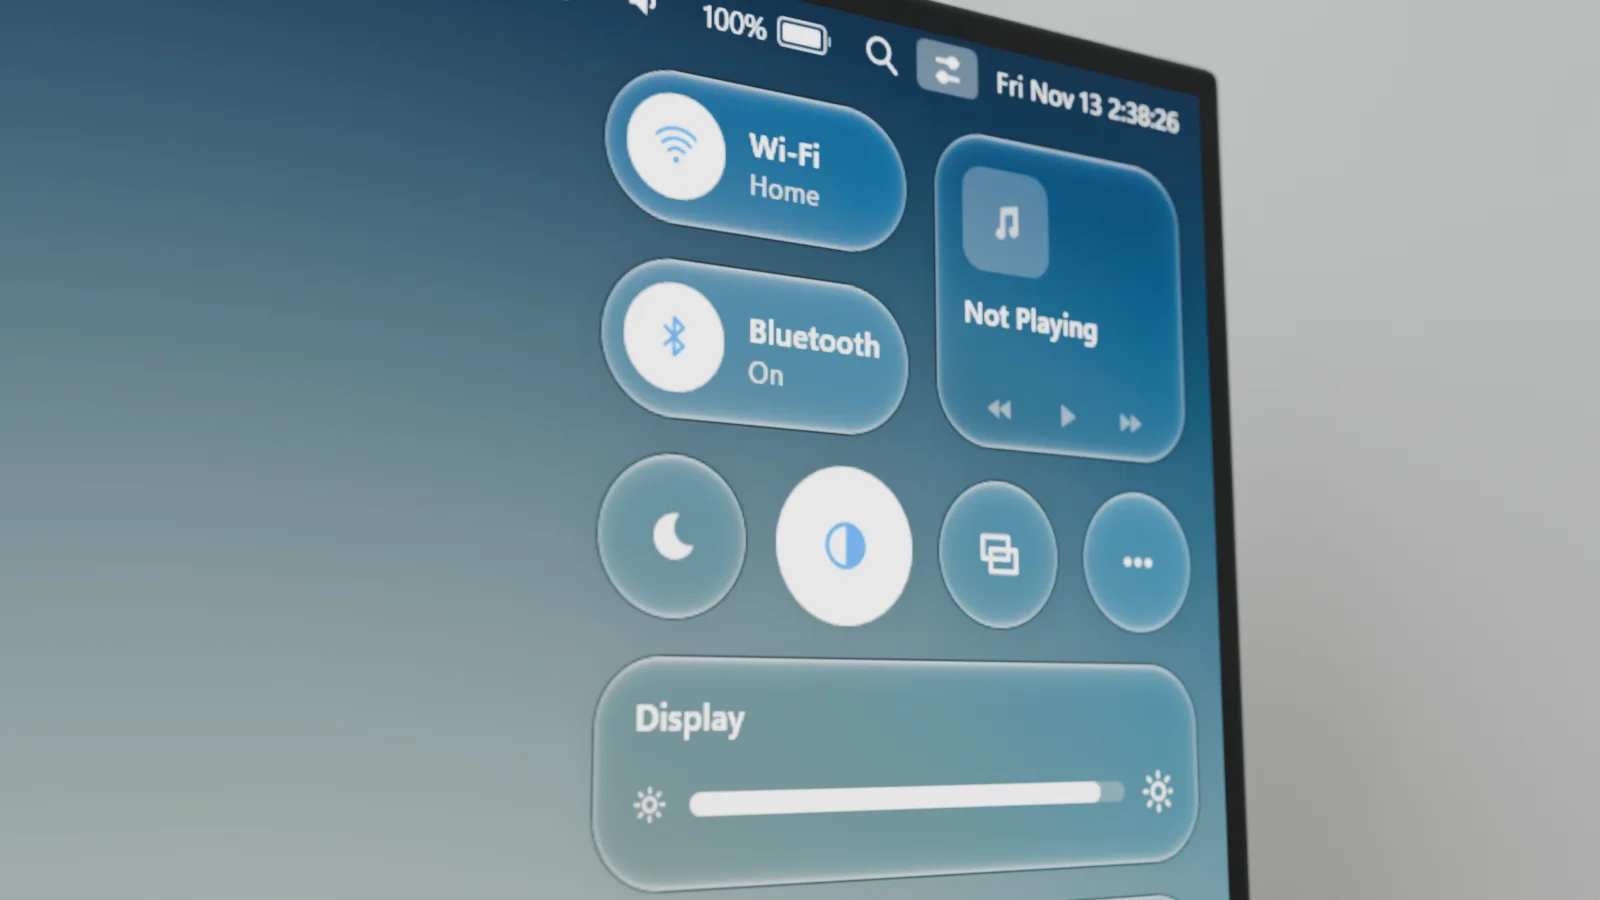 100%
Fri Nov 13 2:38:26
Wi-Fi
Home
Bluetooth
On
Not Playing
Display